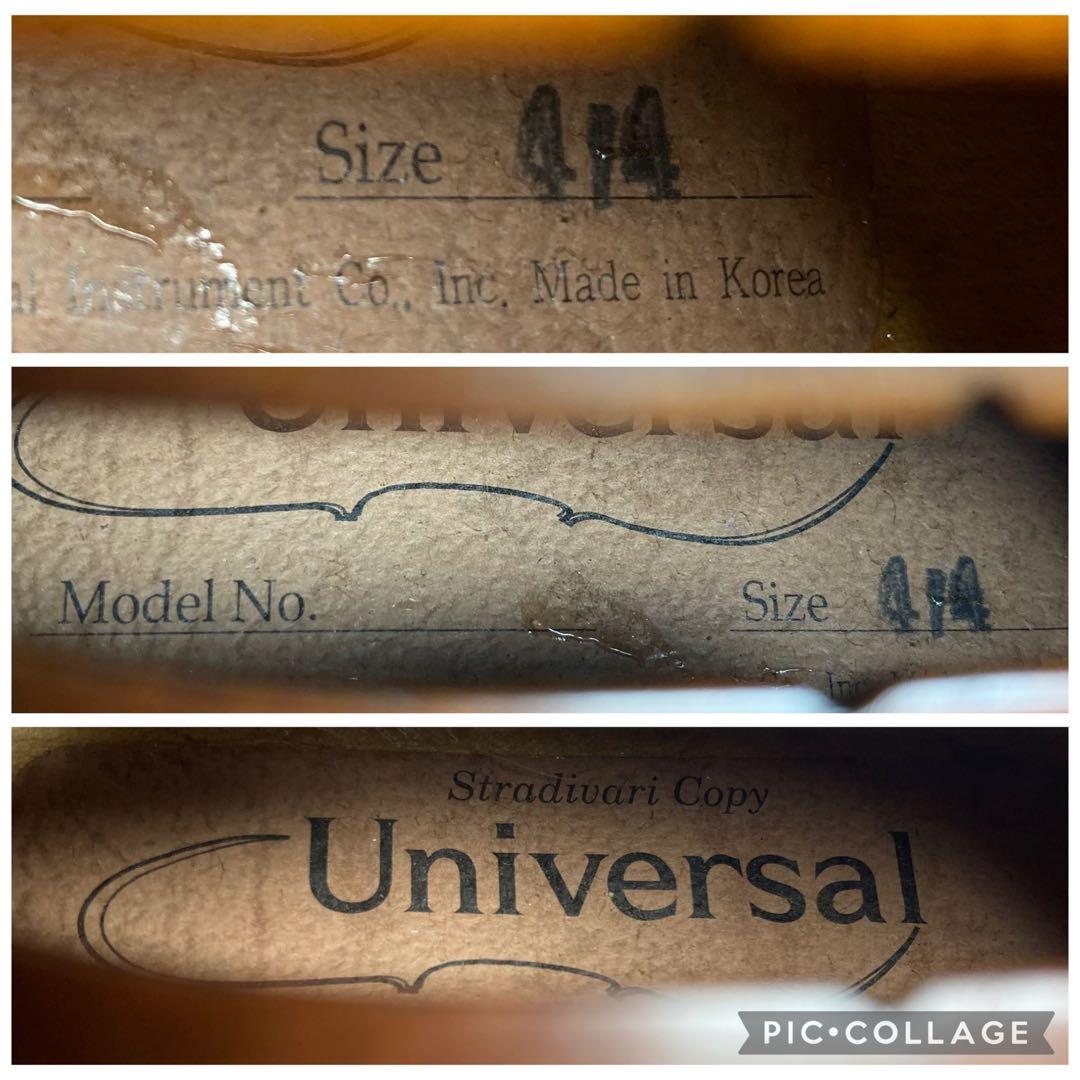 Size 4/4
Instrument Co., Inc. Made in Korea
Universal
Model No.
Size 4/4
Stradivari Copy
Universal
PIC•COLLAGE